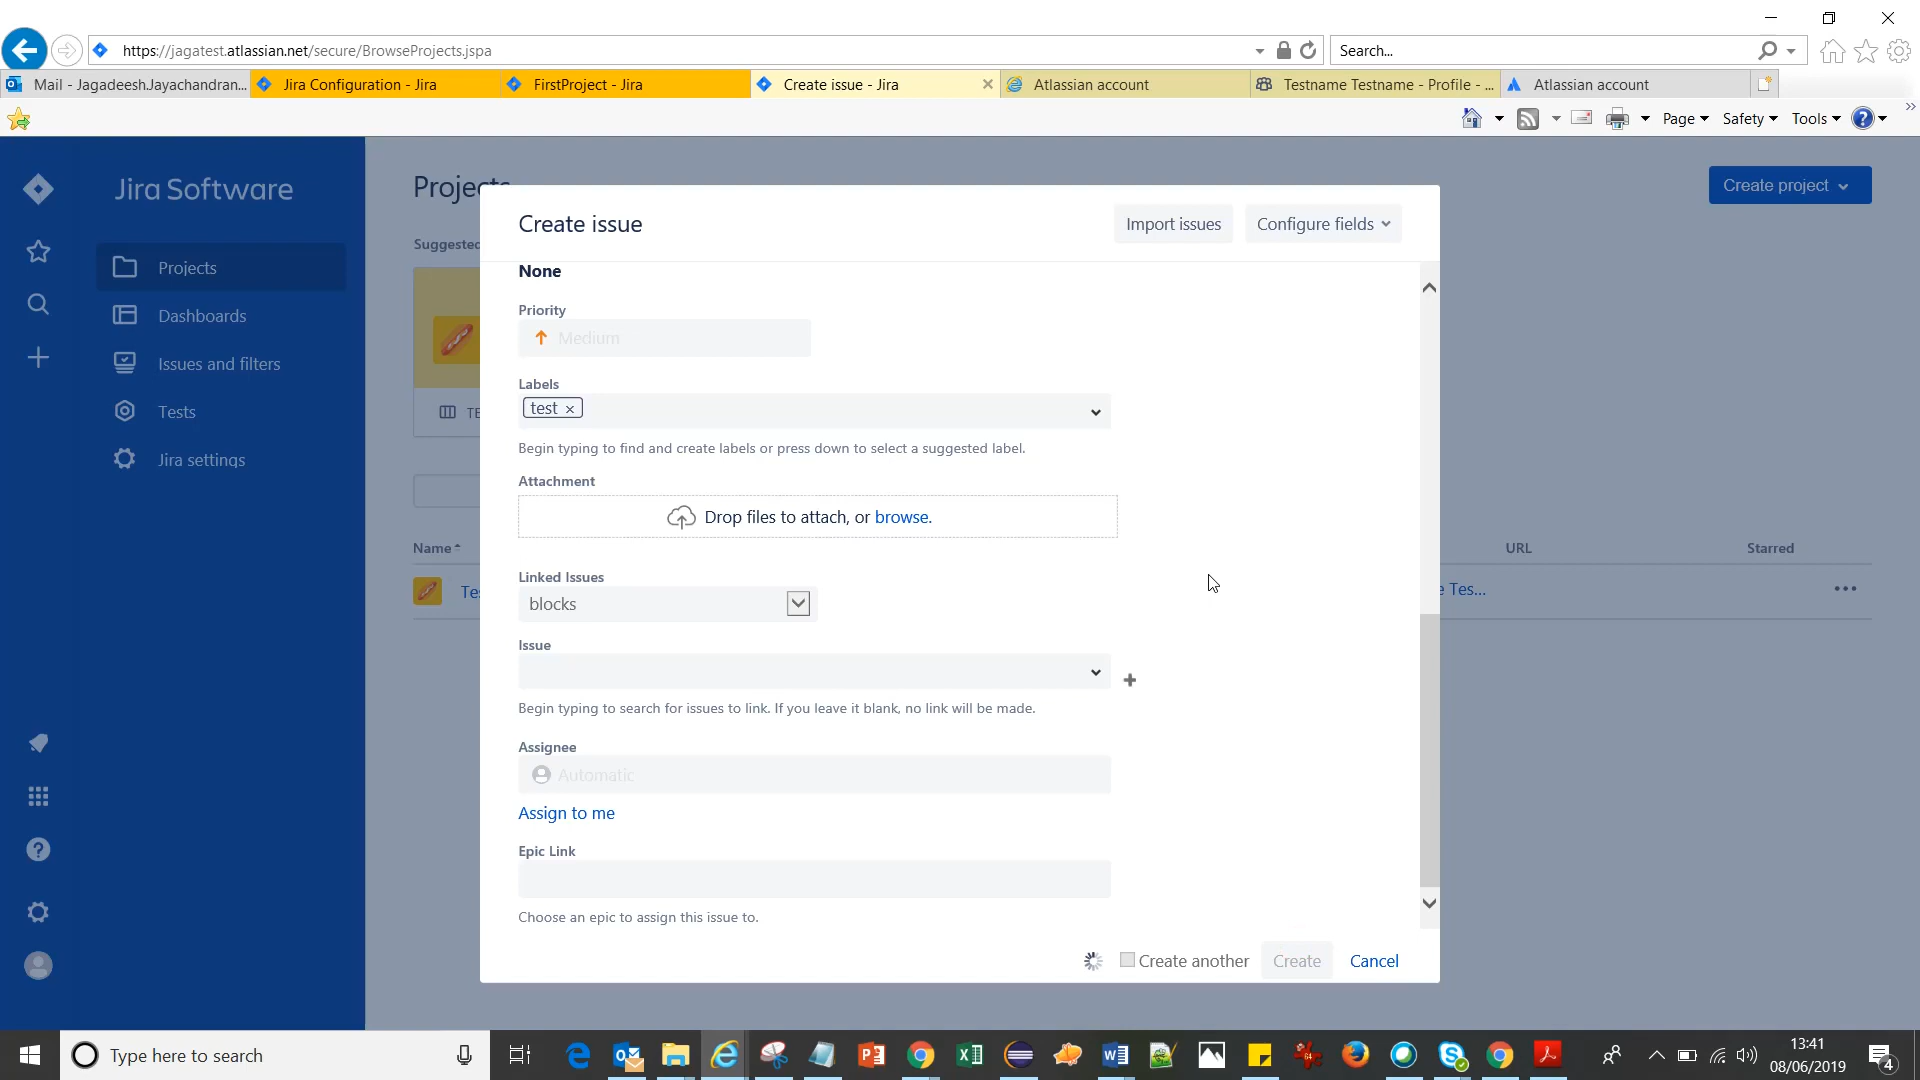 https://jagatest.atlassian.net/secure/BrowseProjects.jspa
Search...
Mail - Jagadeesh.Jayachandran...
Jira Configuration - Jira
FirstProject - Jira
Create issue - Jira
Atlassian account
Testname Testname - Profile - ...
Atlassian account
Page
Safety
Tools
Jira Software
Projects
Dashboards
Issues and filters
Tests
Jira settings
Projects
Create project
Suggested
TE
Name
Tes
URL
Starred
e Tes...
Create issue
Import issues
Configure fields
None
Priority
Medium
Labels
test
Begin typing to find and create labels or press down to select a suggested label.
Attachment
Drop files to attach, or browse.
Linked Issues
blocks
Issue
Begin typing to search for issues to link. If you leave it blank, no link will be made.
Assignee
Automatic
Assign to me
Epic Link
Choose an epic to assign this issue to.
Create another
Create
Cancel
Type here to search
64
13:41
08/06/2019
4